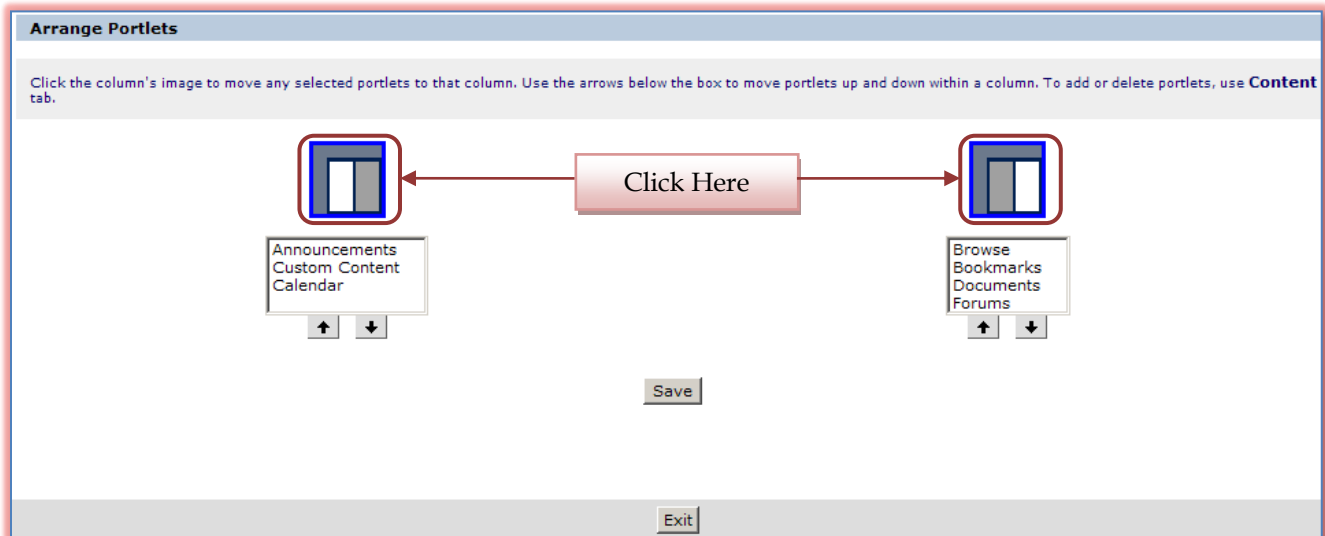 Arrange Portlets
Click the column's image to move any selected portlets to that column. Use the arrows below the box to move portlets up and down within a column. To add or delete portlets, use Content
tab.
Click Here
Announcements
Custom Content
Calendar
Browse
Bookmarks
Documents
Forums
Save
Exit